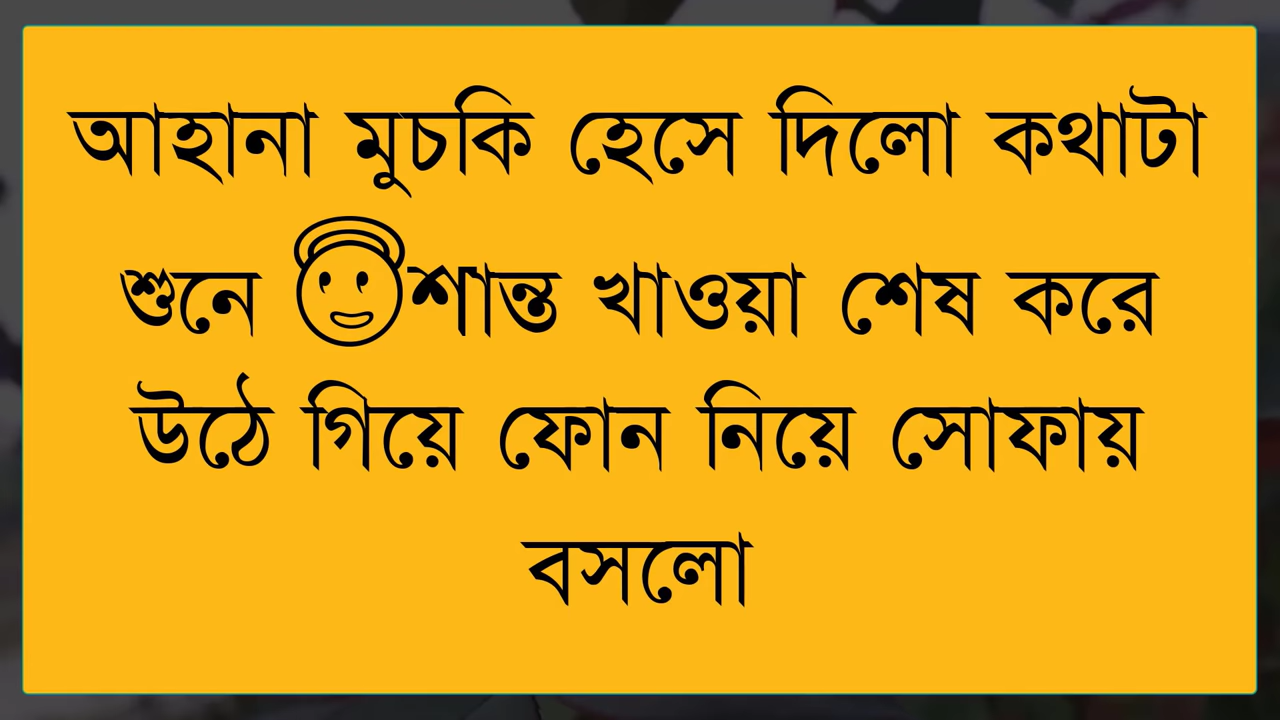 আহানা মুচকি হেসে দিলো কথাটা
শুনে 😇শান্ত খাওয়া শেষ করে
উঠে গিয়ে ফোন নিয়ে সোফায়
বসলো